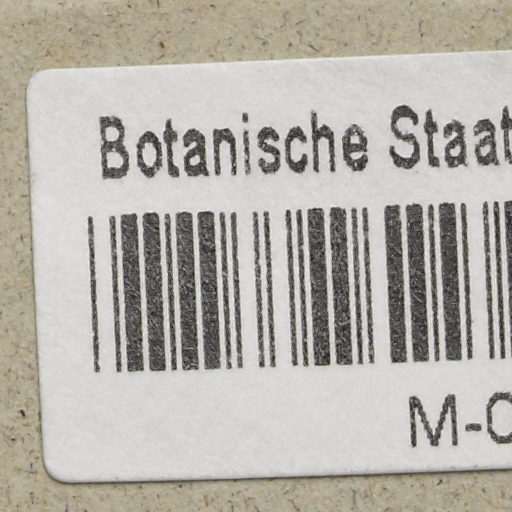 Botanische Staat
M-